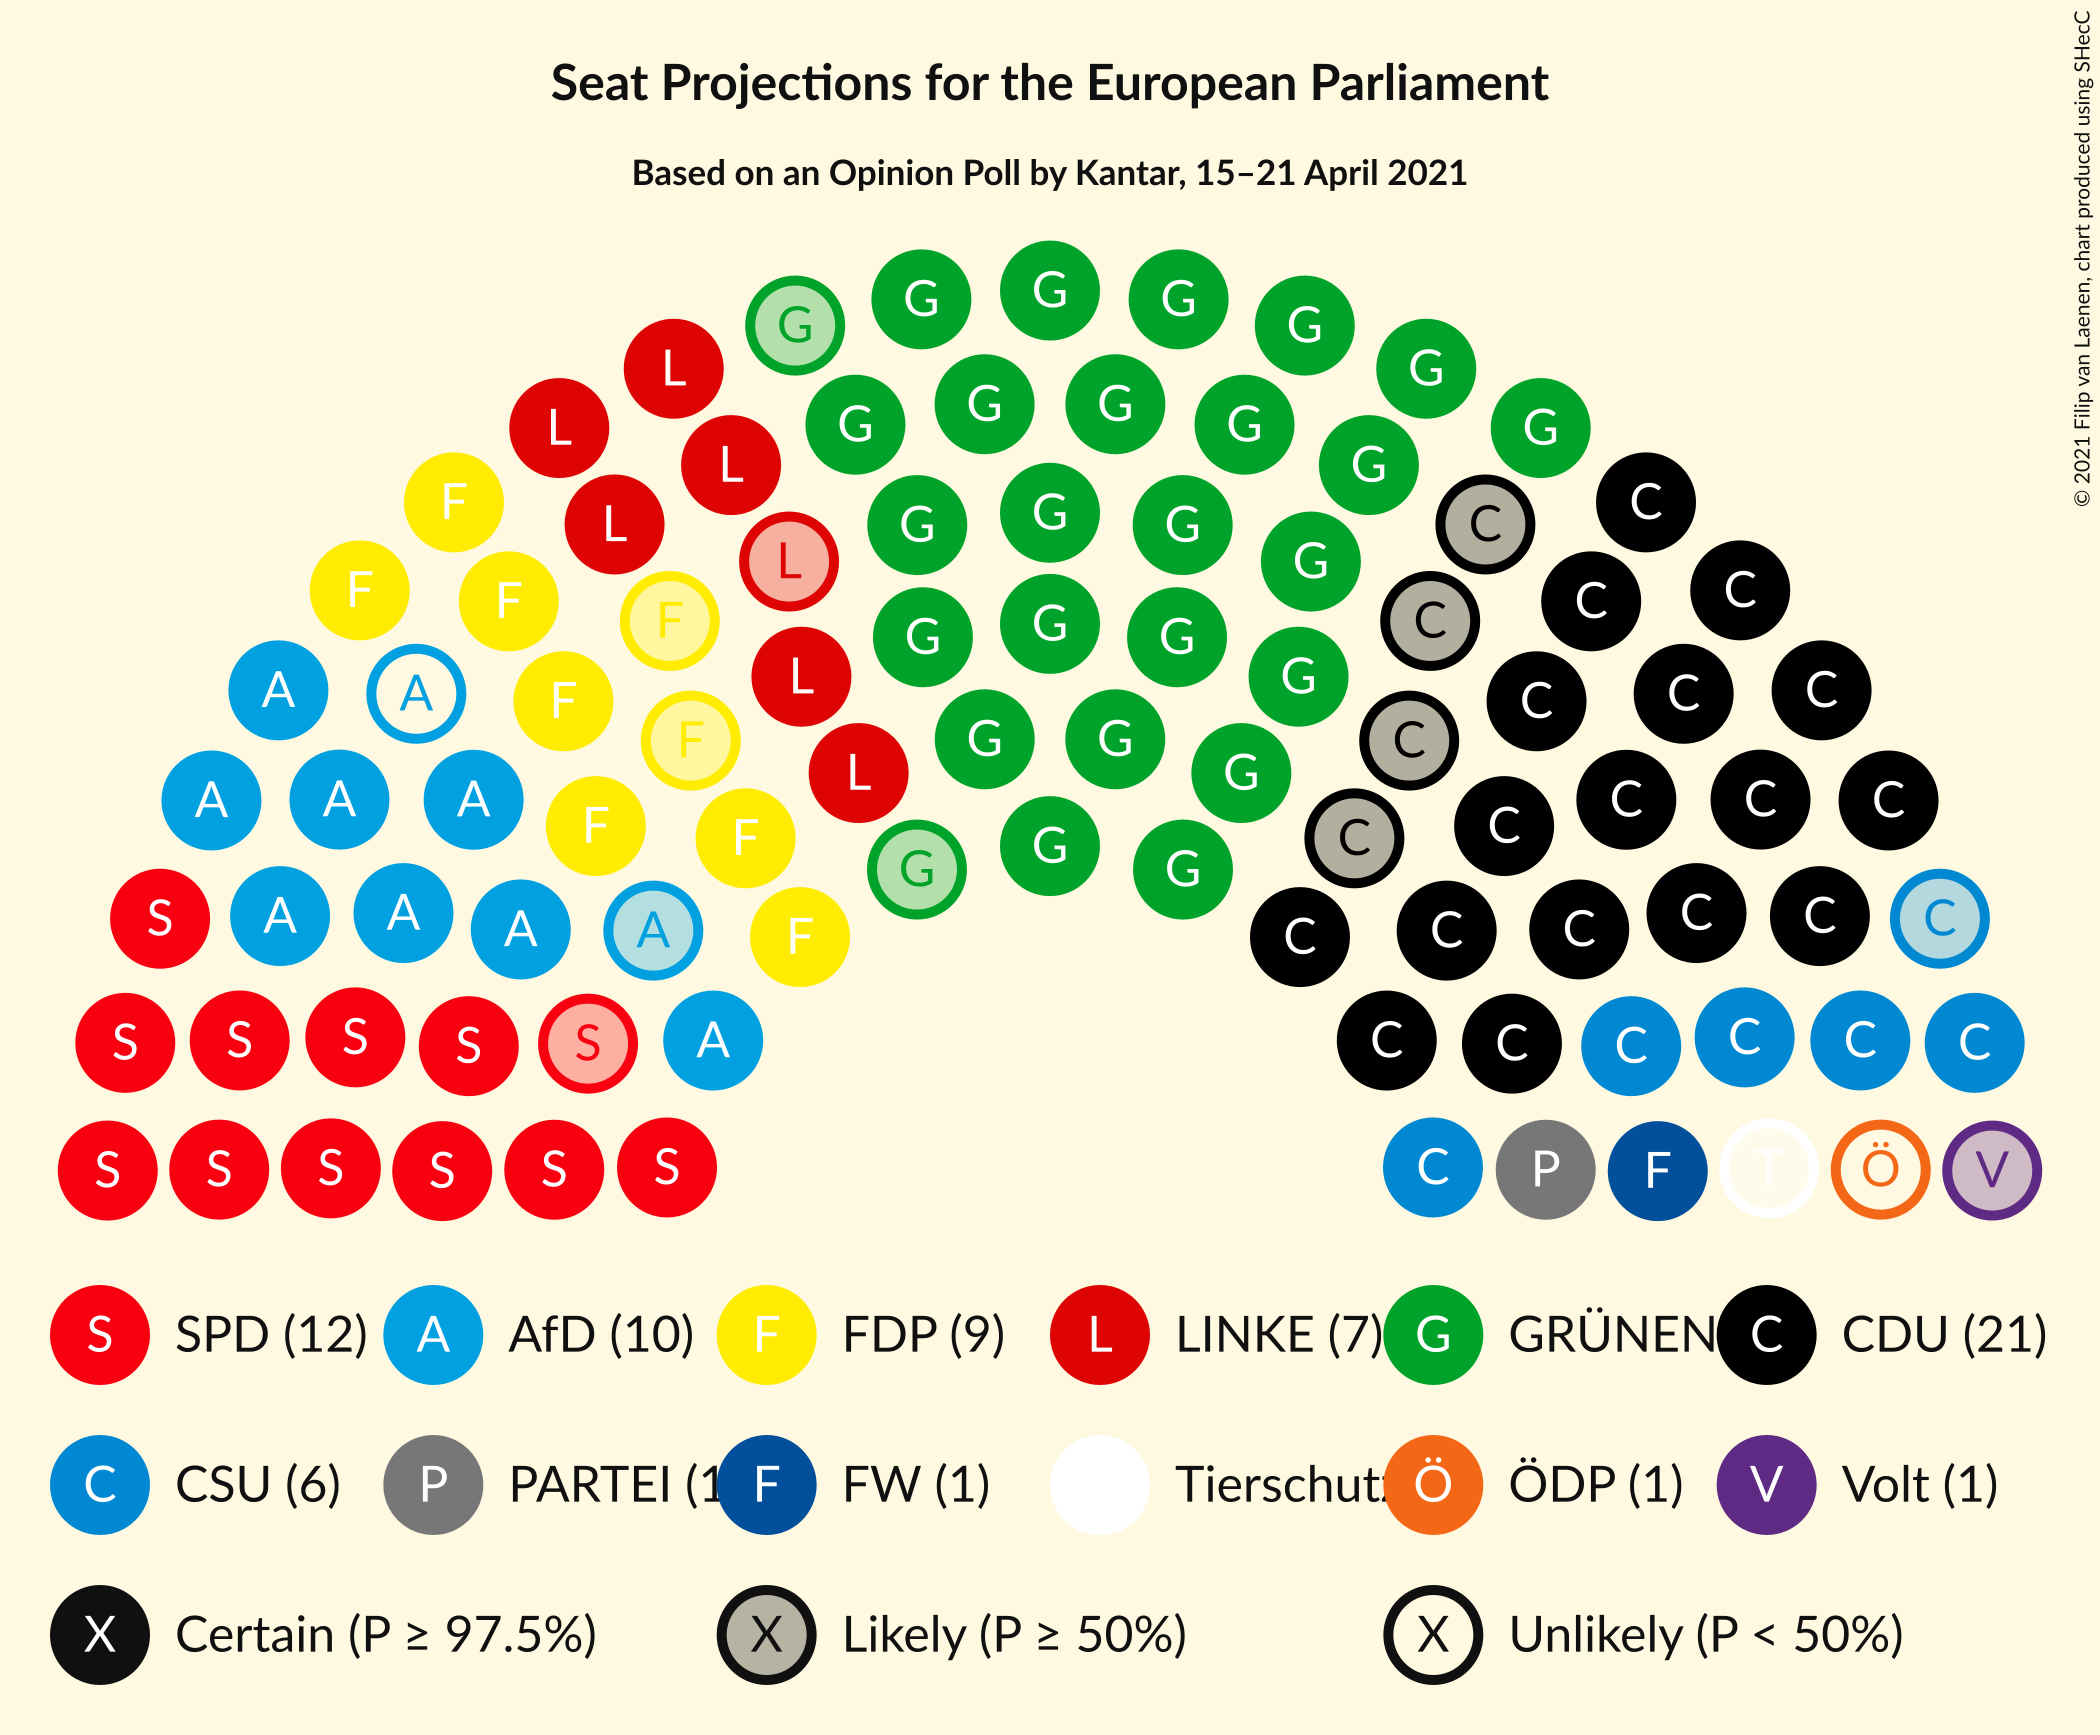 Seat Projections for the European Parliament
Based on an Opinion Poll by Kantar, 15–21 April 2021
© 2021 Filip van Laenen, chart produced using SHecC
G G G G G
L G
L G G G G G
L G
F L C C
F L G G G G
F F L C C
A A F L G G G G C C C
F G G G C
A A A F F L C C C C C
S A A A A F G G G C C C C C C
S S S S S A C C C C C C
S S S S S S C P F T Ö V
S SPD (12) A AfD (10) F FDP (9) L LINKE (7) G GRÜNEN C CDU (21)
C CSU (6) P PARTEI (1 F FW (1) Tierschutz Ö ÖDP (1) V Volt (1)
X Certain (P ≥ 97.5%) X Likely (P ≥ 50%) X Unlikely (P < 50%)